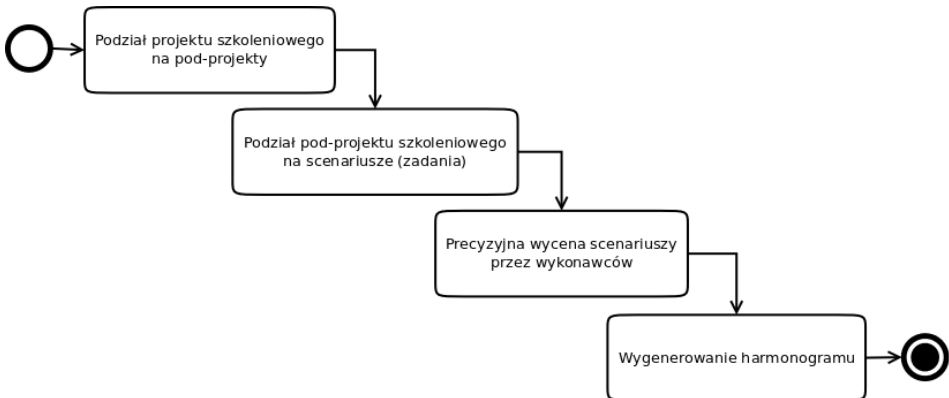 Podział projektu szkoleniowego
na pod-projekty
Podział pod-projektu szkoleniowego
na scenariusze (zadania)
Precyzyjna wycena scenariuszy
przez wykonawców
Wygenerowanie harmonogramu